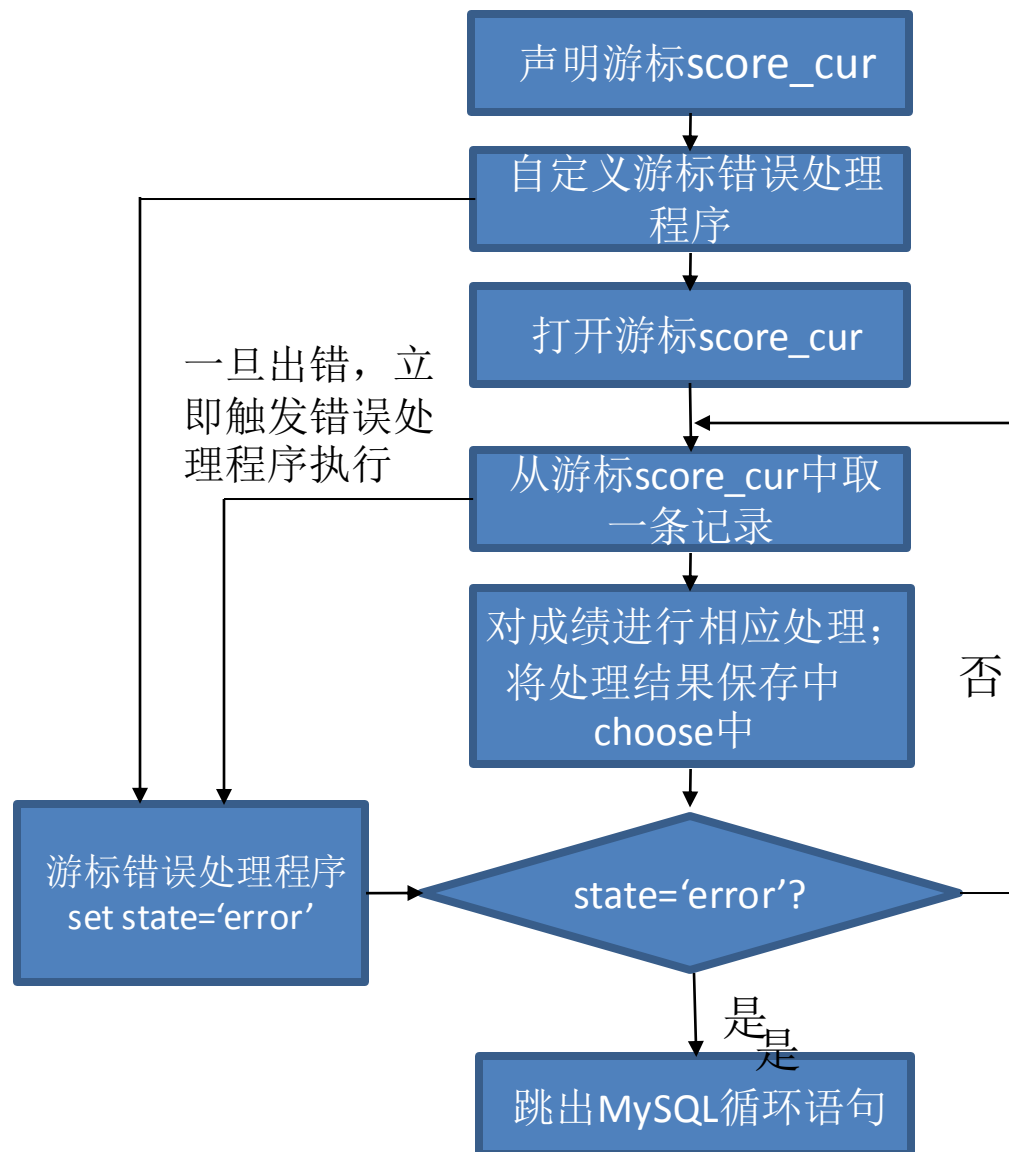 声明游标score_cur
自定义游标错误处理
程序
打开游标score_cur
一旦出错，立
即触发错误处
理程序执行
从游标score_cur中取
一条记录
对成绩进行相应处理；
将处理结果保存中
choose中
否
游标错误处理程序
set state=‘error’
state=‘error’?
是
是
跳出MySQL循环语句